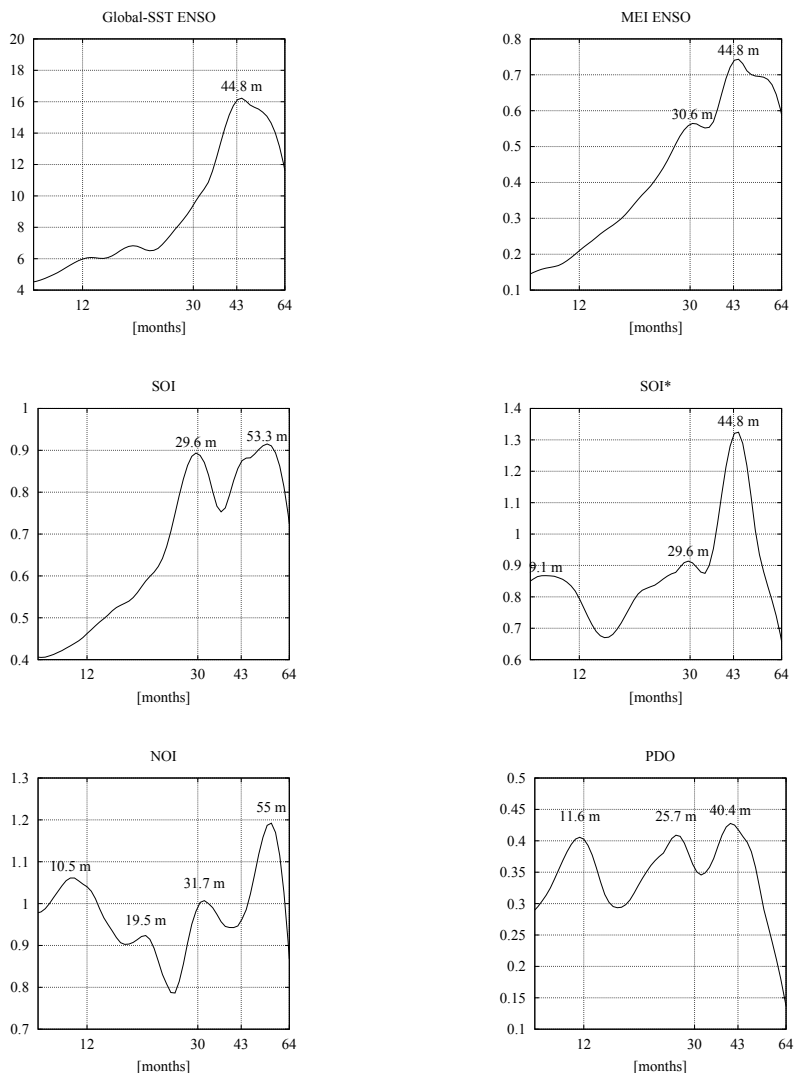 Global-SST ENSO
20
18
16
14
12
10
8
6
4
44.8 m
12 30 43 64
[months]
MEI ENSO
0.8
0.7
0.6
0.5
0.4
0.3
0.2
0.1
44.8 m
30.6 m
12 30 43 64
[months]
SOI
1
0.9
0.8
0.7
0.6
0.5
0.4
29.6 m 53.3 m
12 30 43 64
[months]
SOI*
1.4
1.3
1.2
1.1
1
0.9
0.8
0.7
0.6
44.8 m
29.6 m
9.1 m
12 30 43 64
[months]
NOI
1.3
1.2
1.1
1
0.9
0.8
0.7
55 m
10.5 m
31.7 m
19.5 m
12 30 43 64
[months]
PDO
0.5
0.45
0.4
0.35
0.3
0.25
0.2
0.15
0.1
11.6 m 25.7 m 40.4 m
12 30 43 64
[months]